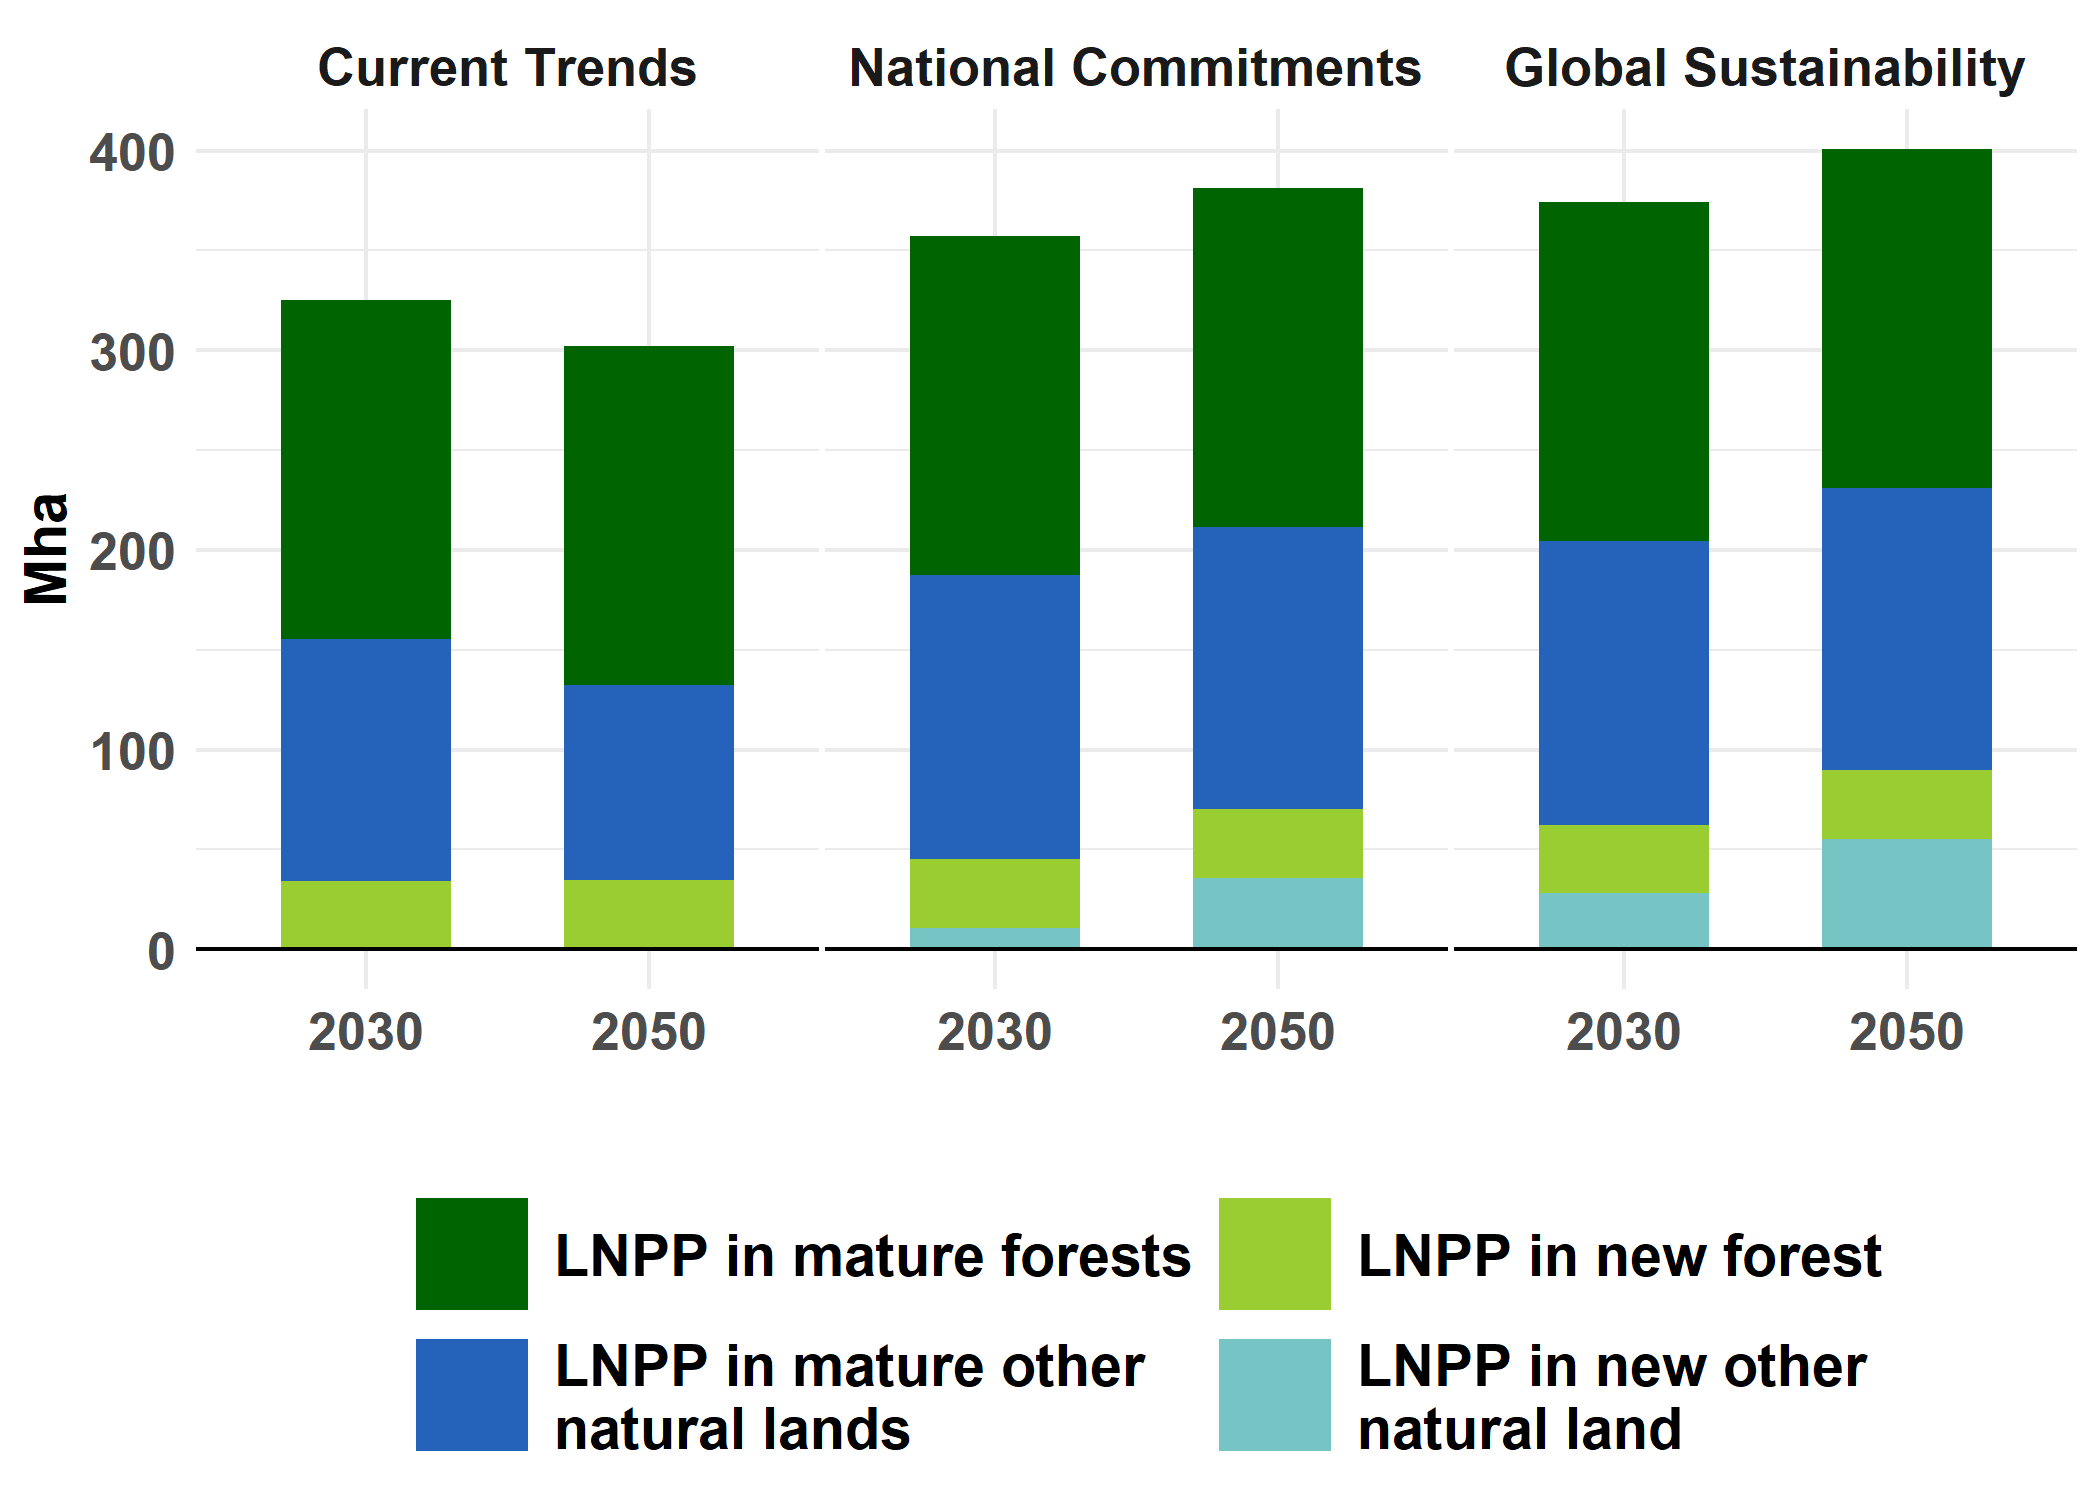 Current Trends
National Commitments
Global Sustainability
Mha
400
300
200
100
0
2030
2050
2030
2050
2030
2050
LNPP in mature forests
LNPP in new forest
LNPP in mature other
natural lands
LNPP in new other
natural land